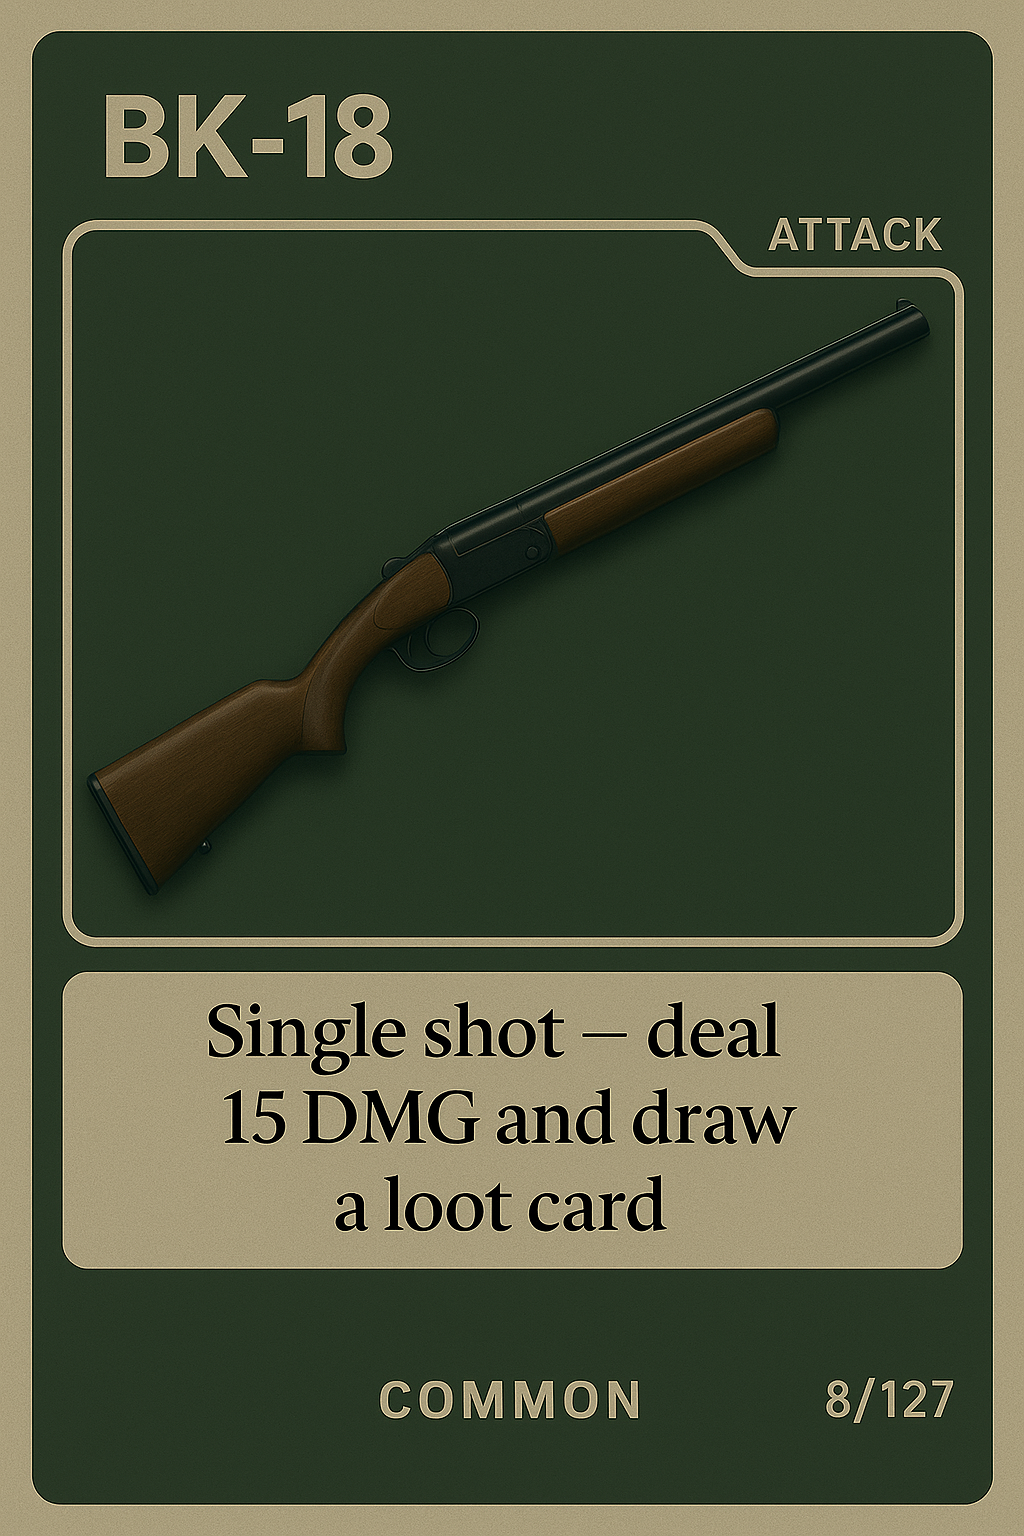 BK-18
ATTACK
Single shot – deal
15 DMG and draw
a loot card
COMMON
8/127